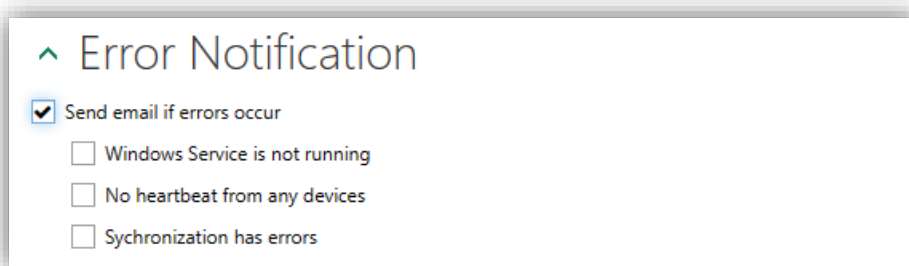 Error Notification
Send email if errors occur
Windows Service is not running
No heartbeat from any devices
Sychronization has errors